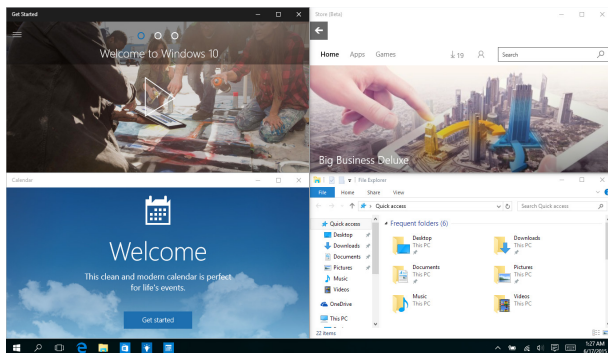 Get Started
Welcome to Windows 10
Store (Beta)
Home Apps Games
19
Search
Big Business Deluxe
Calendar
Welcome
This clean and modern calendar is perfect
for life's events.
Get started
File Explorer
File Home Share View
Quick access
Search Quick access
Quick access
Desktop
Downloads
Documents
Pictures
Music
Videos
OneDrive
This PC
Frequent folders (6)
Desktop
This PC
Downloads
This PC
Documents
This PC
Pictures
This PC
Music
This PC
Videos
This PC
22 items
1:27 AM
6/17/2015